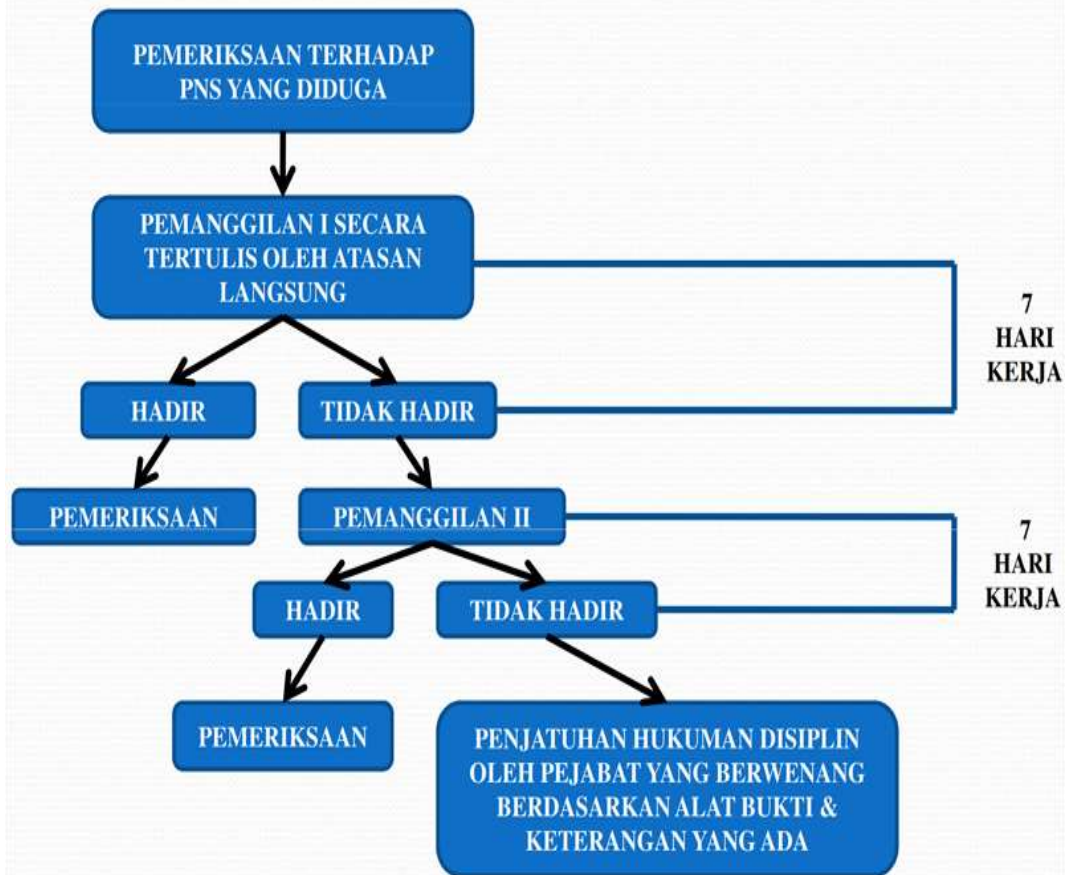 PEMERIKSAAN TERHADAP
PNS YANG DIDUGA
PEMANGGILAN I SECARA
TERTULIS OLEH ATASAN
LANGSUNG
7
HARI
KERJA
HADIR
TIDAK HADIR
PEMERIKSAAN
PEMANGGILAN II
7
HARI
KERJA
HADIR
TIDAK HADIR
PEMERIKSAAN
PENJATUHAN HUKUMAN DISIPLIN
OLEH PEJABAT YANG BERWENANG
BERDASARKAN ALAT BUKTI &
KETERANGAN YANG ADA